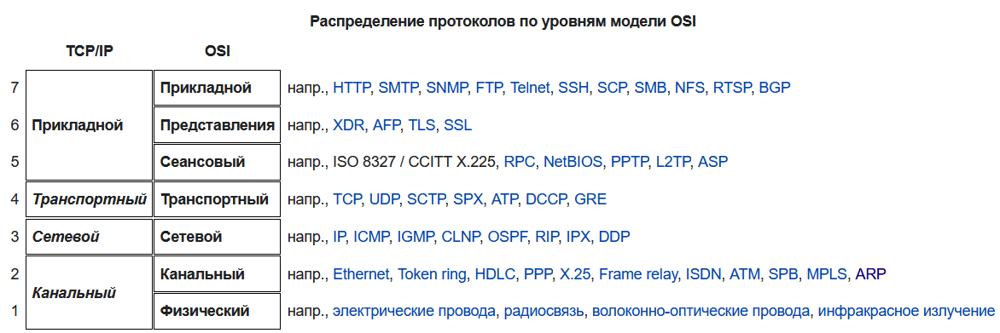 Распределение протоколов по уровням модели OSI
TCP/IP OSI
7 Прикладной напр., HTTP, SMTP, SNMP, FTP, Telnet, SSH, SCP, SMB, NFS, RTSP, BGP
6 Прикладной Представления напр., XDR, AFP, TLS, SSL
5 Сеансовый напр., ISO 8327 / CCITT X.225, RPC, NetBIOS, PPTP, L2TP, ASP
4 Транспортный Транспортный напр., TCP, UDP, SCTP, SPX, ATP, DCCP, GRE
3 Сетевой Сетевой напр., IP, ICMP, IGMP, CLNP, OSPF, RIP, IPX, DDP
2 Канальный напр., Ethernet, Token ring, HDLC, PPP, X.25, Frame relay, ISDN, ATM, SPB, MPLS, ARP
Канальный
1 Физический напр., электрические провода, радиосвязь, волоконно-оптические провода, инфракрасное излучение